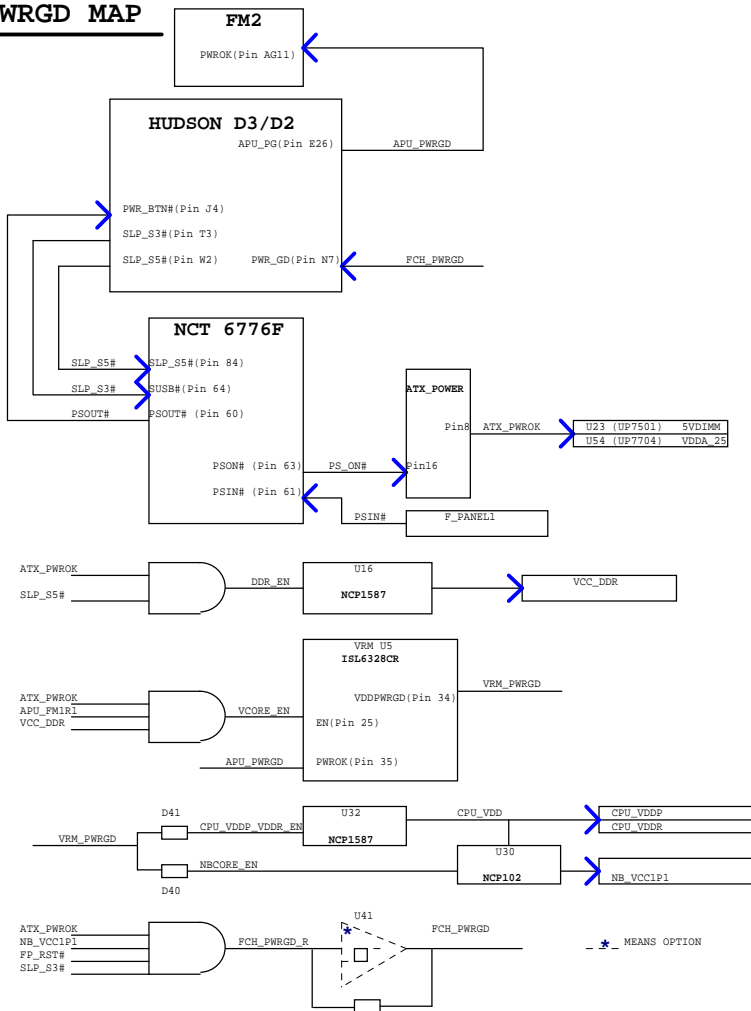 WRGD MAP
FM2
PWROK(Pin AG11)
HUDSON D3/D2
APU_PG(Pin E26)
APU_PWRGD
PWR_BTN#(Pin J4)
SLP_S3#(Pin T3)
SLP_S5#(Pin W2)
PWR_GD(Pin N7)
FCH_PWRGD
NCT 6776F
SLP_S5#
SLP_S5#(Pin 84)
SLP_S3#
SUSB#(Pin 64)
PSOUT#
PSOUT# (Pin 60)
ATX_POWER
Pin8
ATX_PWROK
U23 (UP7501) 5VDIMM
U54 (UP7704) VDDA_25
PSON# (Pin 63)
PS_ON#
Pin16
PSIN# (Pin 61)
PSIN#
F_PANEL1
ATX_PWROK
SLP_S5#
DDR_EN
U16
NCP1587
VCC_DDR
VRM U5
ISL6328CR
VDDPWRGD(Pin 34)
VRM_PWRGD
ATX_PWROK
APU_FM1R1
VCC_DDR
VCORE_EN
EN(Pin 25)
APU_PWRGD
PWROK(Pin 35)
VRM_PWRGD
D41
CPU_VDDP_VDDR_EN
U32
NCP1587
CPU_VDD
CPU_VDDP
CPU_VDDR
D40
NBCORE_EN
U30
NCP102
NB_VCC1P1
ATX_PWROK
NB_VCC1P1
FP_RST#
SLP_S3#
FCH_PWRGD_R
U41
*
FCH_PWRGD
* MEANS OPTION